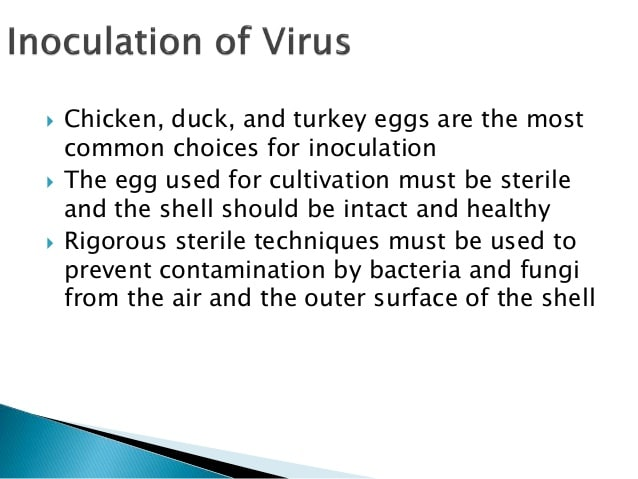 Inoculation of Virus
Chicken, duck, and turkey eggs are the most
common choices for inoculation
The egg used for cultivation must be sterile
and the shell should be intact and healthy
Rigorous sterile techniques must be used to
prevent contamination by bacteria and fungi
from the air and the outer surface of the shell